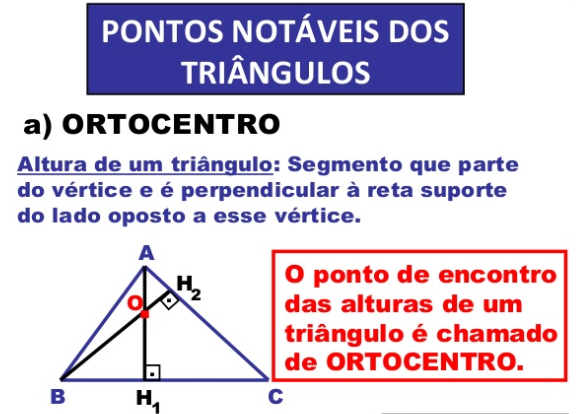 PONTOS NOTÁVEIS DOS
TRIÂNGULOS
a) ORTOCENTRO
Altura de um triângulo: Segmento que parte
do vértice e é perpendicular à reta suporte
do lado oposto a esse vértice.
A
H2
O
B
H1
C
O ponto de encontro
das alturas de um
triângulo é chamado
de ORTOCENTRO.